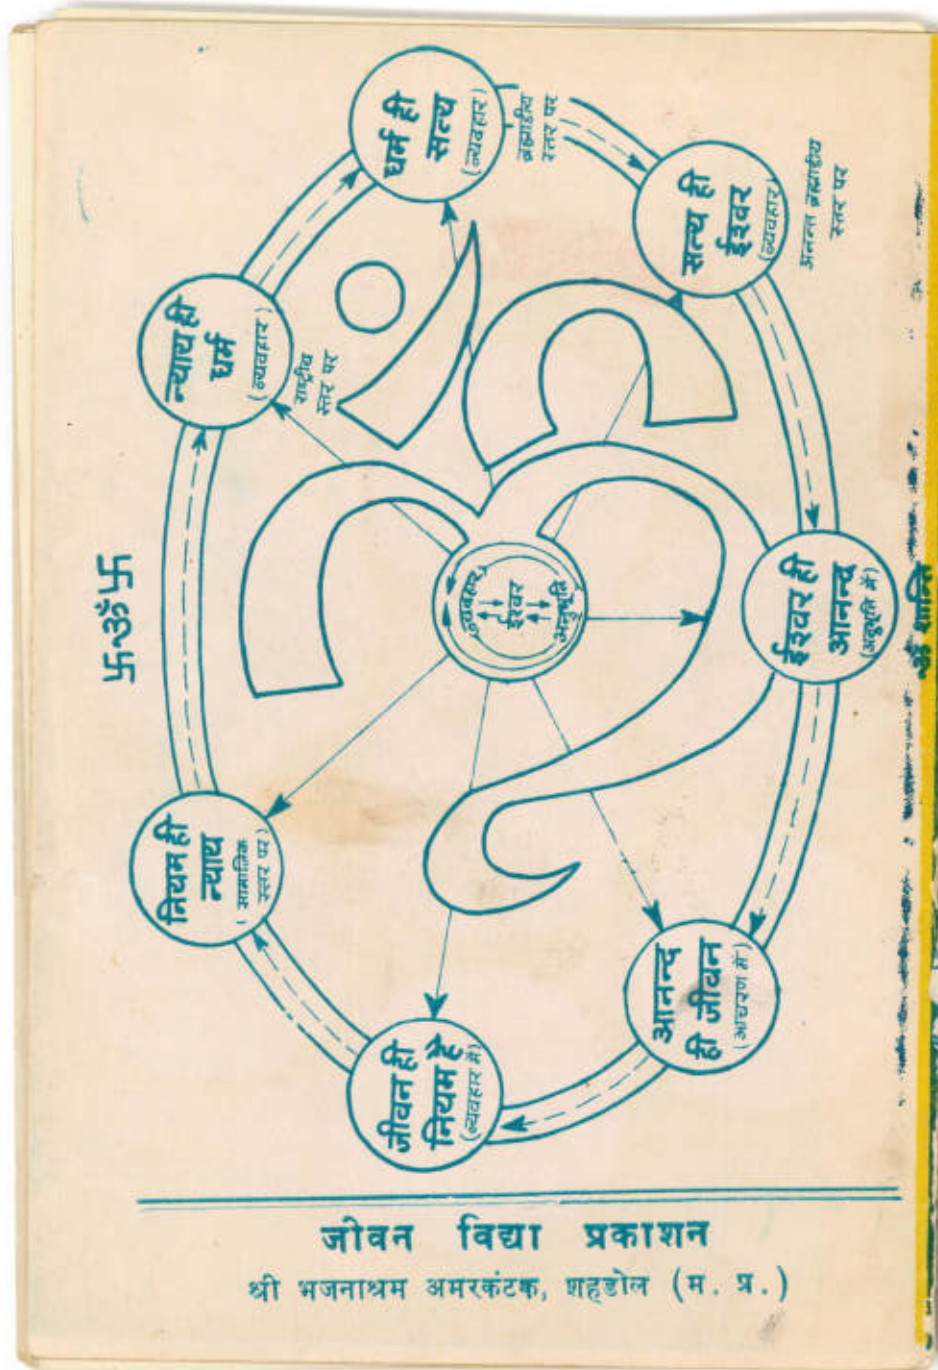 卐 ॐ 卐
नियम ही
न्याय
( सामाजिक
स्तर पर )
न्याय ही
धर्म
(व्यवहार)
राष्ट्रीय
स्तर पर
धर्म ही
सत्य
(व्यवहार)
ब्रह्माण्डीय
स्तर पर
सत्य ही
ईश्वर
(व्यवहार)
अनन्त ब्रह्माण्डीय
स्तर पर
ईश्वर ही
आनन्द
(अनुभूति में)
आनन्द
ही जीवन
(आचरण में)
जीवन ही
नियम है
(व्यवहार में)
ॐ
व्यवहार
ईश्वर
अनुभूति
ॐ शान्ति
जीवन विद्या प्रकाशन
श्री भजनाश्रम अमरकंटक, शहडोल (म. प्र.)